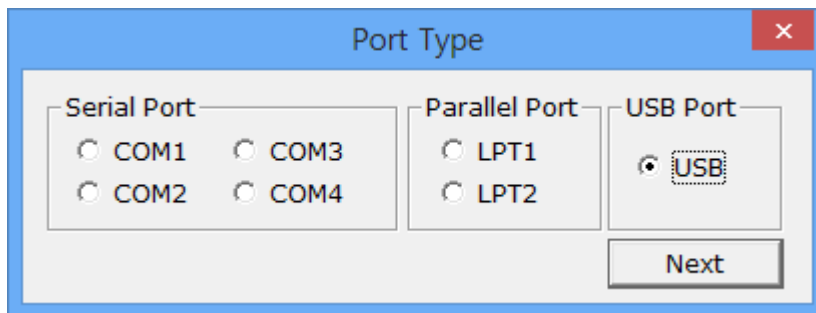 Port Type
Serial Port
COM1 COM3
COM2 COM4
Parallel Port
LPT1
LPT2
USB Port
USB
Next